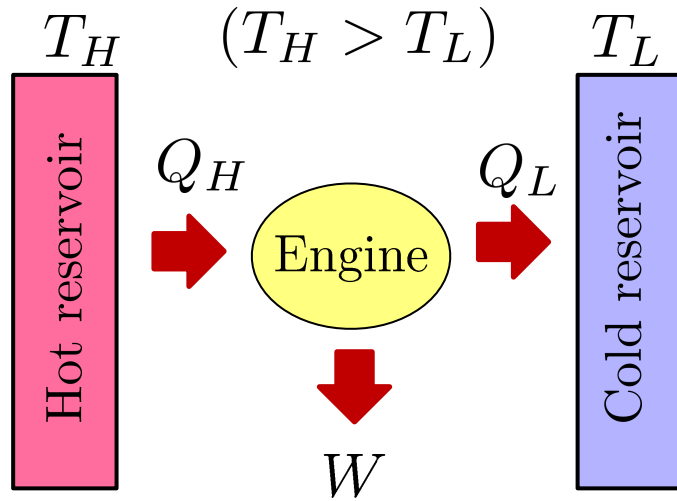 T_H
(T_H > T_L)
T_L
Hot reservoir
Q_H
Engine
Q_L
Cold reservoir
W